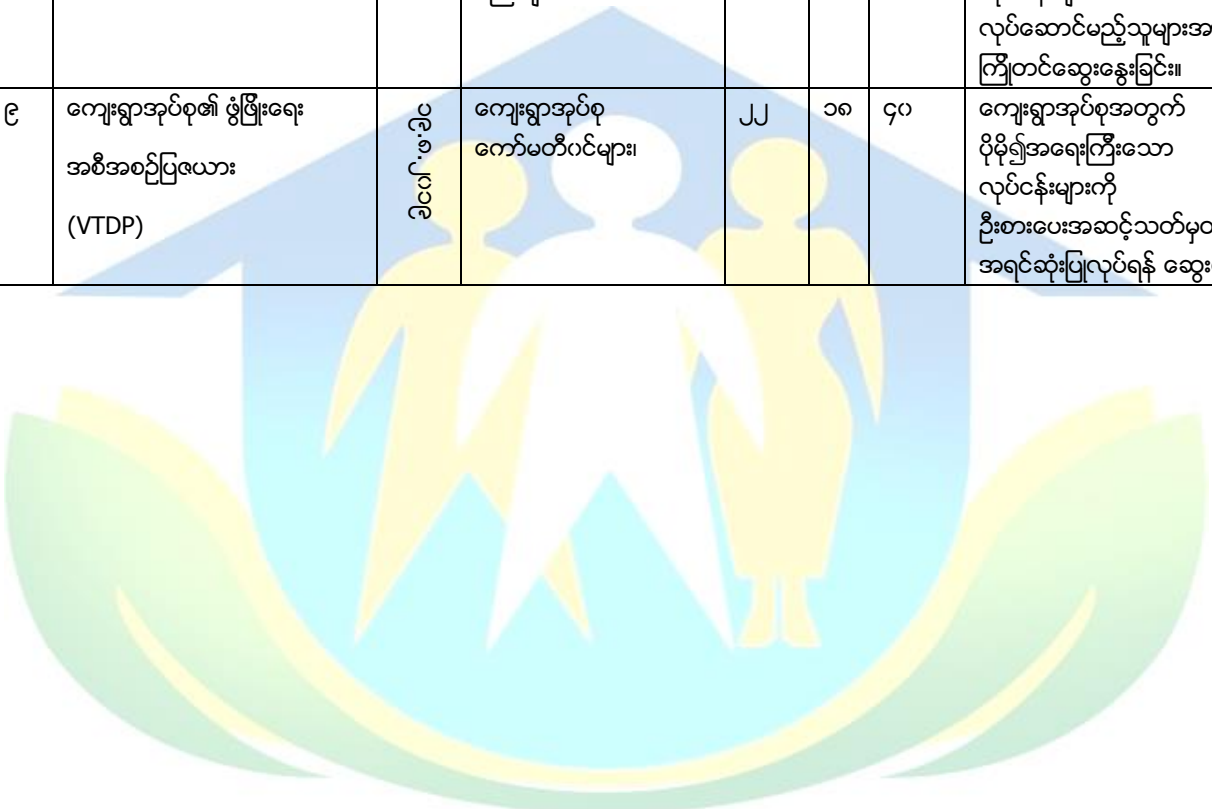 လုပ်ဆောင်မည့်သူများအ
ကြိုတင်ဆွေးနွေးခြင်း။
၉
ကျေးရွာအုပ်စု၏ ဖွံ့ဖြိုးရေး
အစီအစဉ်ပြဇယား
(VTDP)
ကျေးရွာအုပ်စု
ကော်မတီဝင်များ၊
၂၂
၁၈
၄၀
ကျေးရွာအုပ်စုအတွက်
ပိုမို၍အရေးကြီးသော
လုပ်ငန်းများကို
ဦးစားပေးအဆင့်သတ်မှတ
အရင်ဆုံးပြုလုပ်ရန် ဆွေး